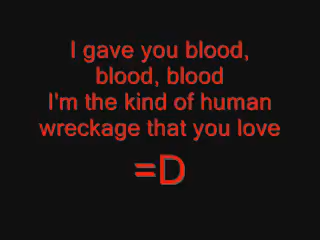 I gave you blood,
blood, blood
I'm the kind of human
wreckage that you love
=D